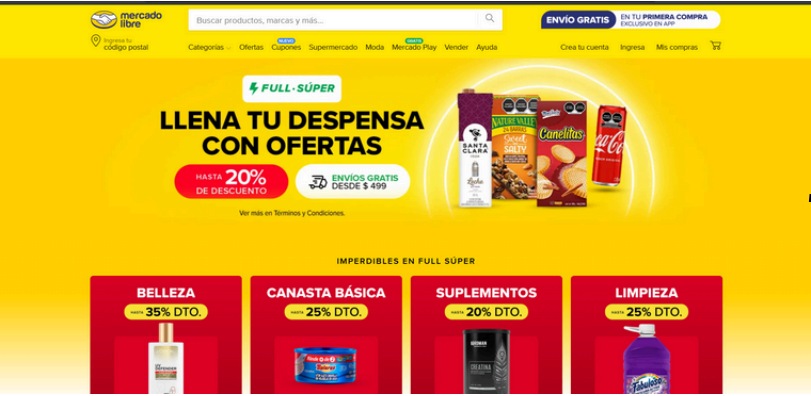 mercado
libre
Buscar productos, marcas y más...
ENVÍO GRATIS
EN TU PRIMERA COMPRA
EXCLUSIVO EN APP
Ingresa tu
código postal
NUEVO
GRATIS
Categorías Ofertas Cupones Supermercado Moda Mercado Play Vender Ayuda
Crea tu cuenta Ingresa Mis compras
FULL·SÚPER
LLENA TU DESPENSA
CON OFERTAS
HASTA 20%
DE DESCUENTO
ENVÍOS GRATIS
DESDE $ 499
Ver más en Términos y Condiciones.
SANTA
CLARA
Leche
NATURE VALLEY
Sweet
SALTY
Canelitas
IMPERDIBLES EN FULL SÚPER
BELLEZA
HASTA 35% DTO.
CANASTA BÁSICA
HASTA 25% DTO.
SUPLEMENTOS
HASTA 20% DTO.
LIMPIEZA
HASTA 25% DTO.
CREATINA
Fabuloso